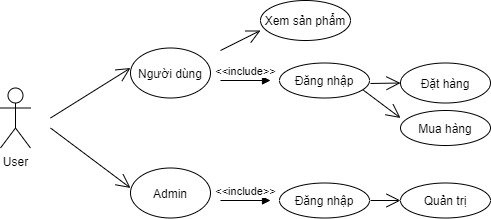 Xem sản phẩm
Người dùng
<<include>>
Đăng nhập
Đặt hàng
Mua hàng
User
Admin
<<include>>
Đăng nhập
Quản trị